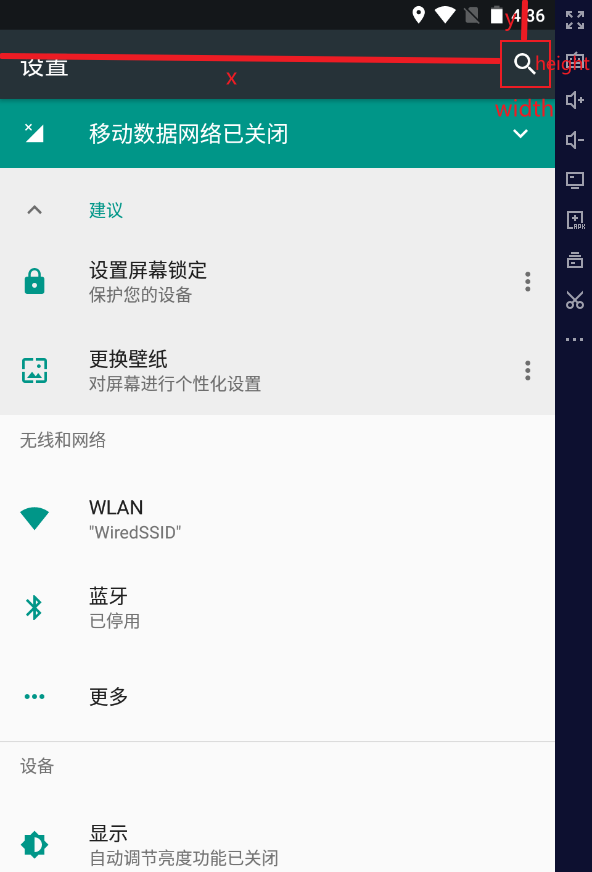 y
4:36
设置
x
height
width
移动数据网络已关闭
建议
设置屏幕锁定
保护您的设备
更换壁纸
对屏幕进行个性化设置
无线和网络
WLAN
"WiredSSID"
蓝牙
已停用
更多
设备
显示
自动调节亮度功能已关闭
APK